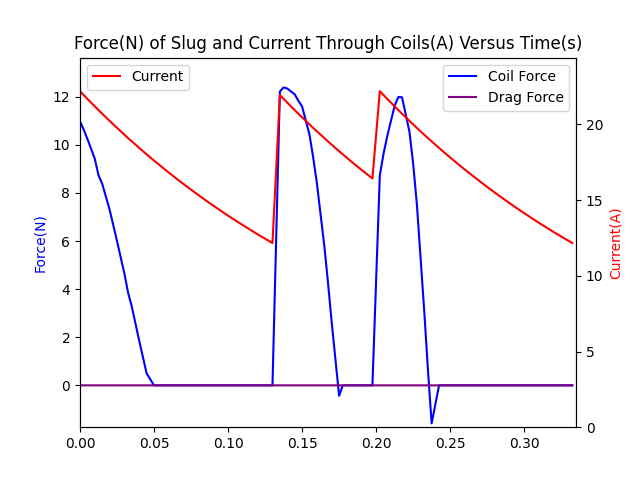 Force(N) of Slug and Current Through Coils(A) Versus Time(s)
Current
Coil Force
Drag Force
Force(N)
12
10
8
6
4
2
0
20
15
10
5
0
Current(A)
0.00 0.05 0.10 0.15 0.20 0.25 0.30